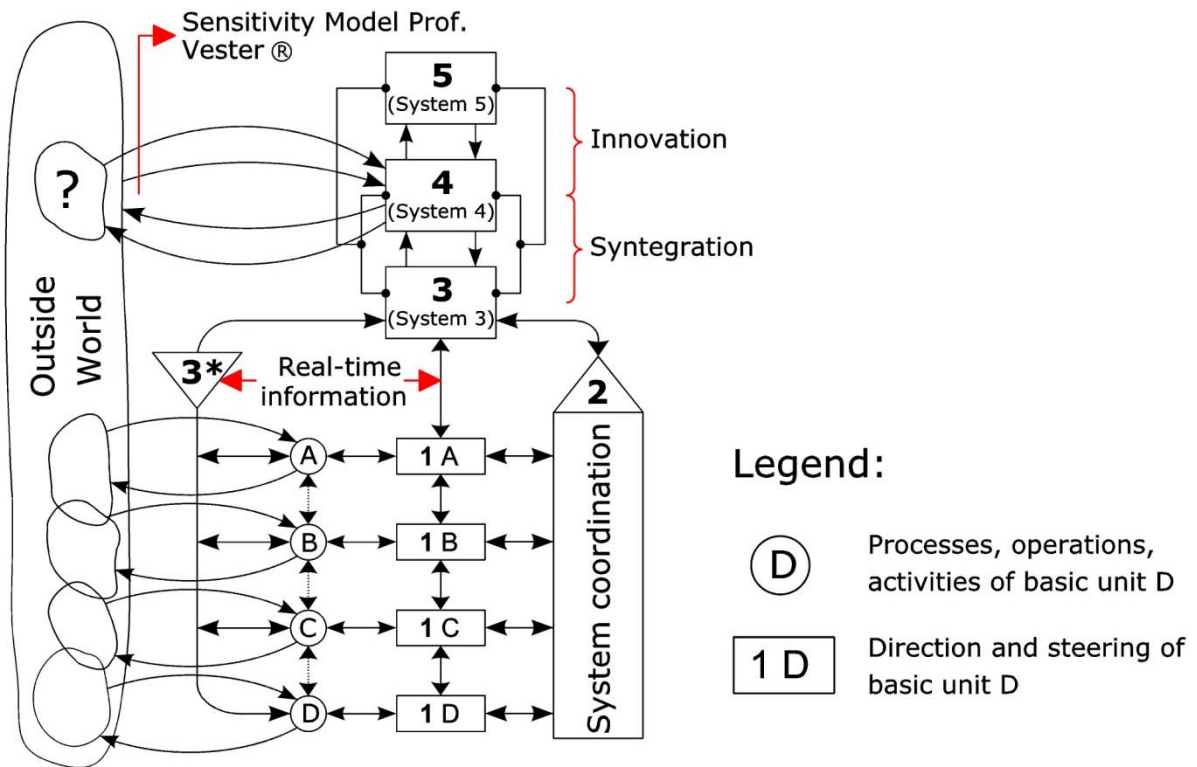 Sensitivity Model Prof.
Vester ®
5
(System 5)
Innovation
?
4
(System 4)
Syntegration
3
(System 3)
Outside
World
3*
Real-time
information
2
System coordination
A
1 A
B
1 B
C
1 C
D
1 D
Legend:
D
Processes, operations,
activities of basic unit D
1 D
Direction and steering of
basic unit D